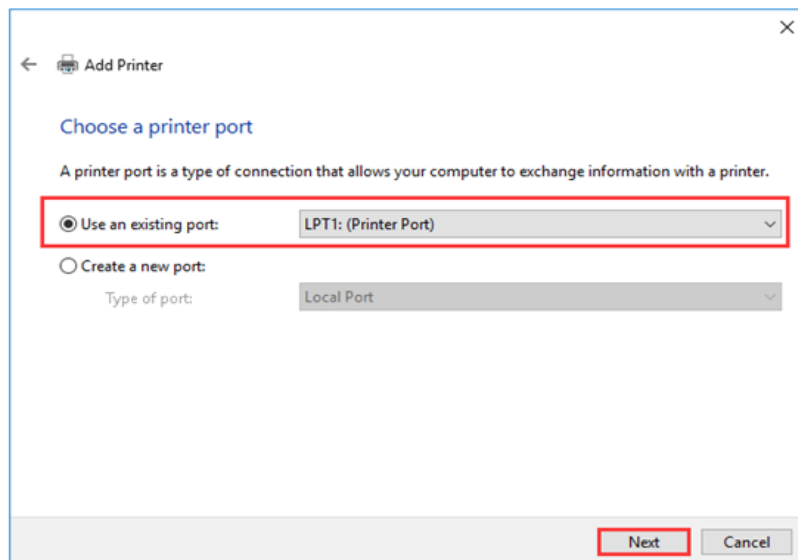 Add Printer
Choose a printer port
A printer port is a type of connection that allows your computer to exchange information with a printer.
Use an existing port: LPT1: (Printer Port)
Create a new port:
Type of port: Local Port
Next Cancel